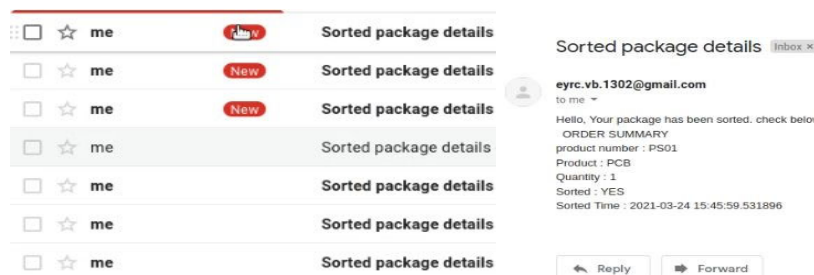 me New Sorted package details
me New Sorted package details
me New Sorted package details
me Sorted package details
me Sorted package details
me Sorted package details
me Sorted package details
Sorted package details Inbox ×
eyrc.vb.1302@gmail.com
to me
Hello, Your package has been sorted. check below
ORDER SUMMARY
product number : PS01
Product : PCB
Quantity : 1
Sorted : YES
Sorted Time : 2021-03-24 15:45:59.531896
Reply Forward